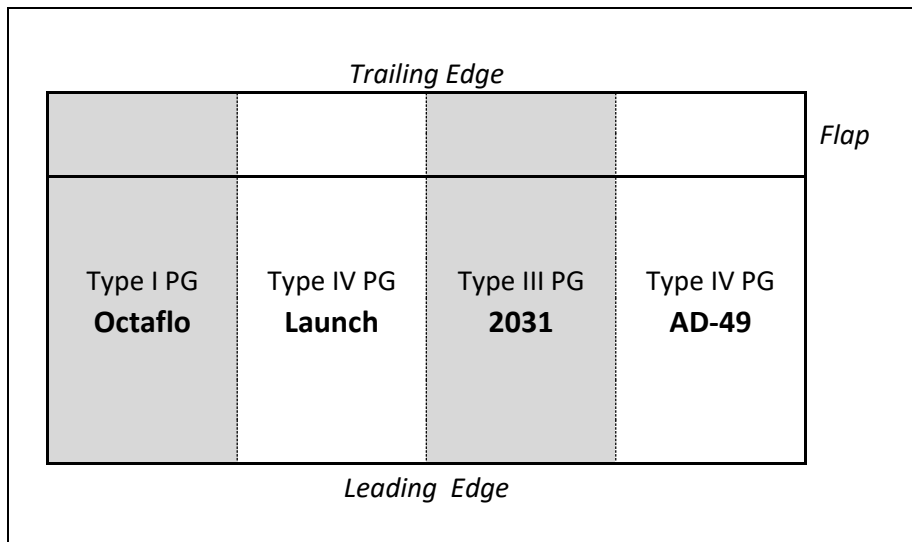 Trailing Edge
Flap
Type I PG
Octaflo
Type IV PG
Launch
Type III PG
2031
Type IV PG
AD-49
Leading Edge